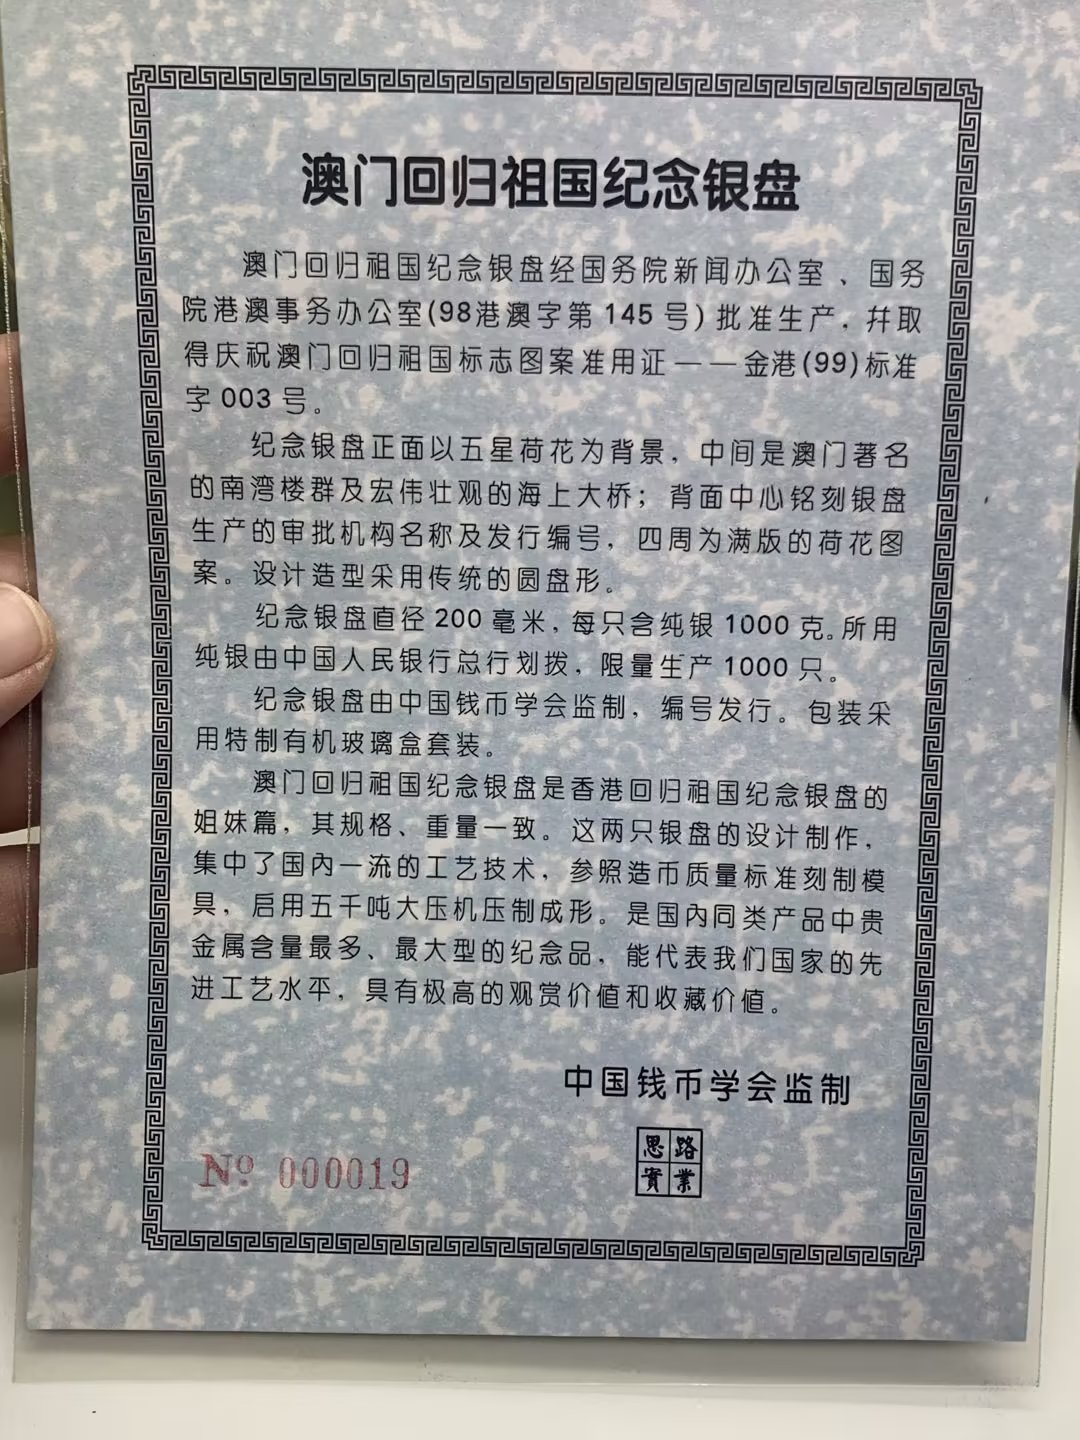 澳门回归祖国纪念银盘
澳门回归祖国纪念银盘经国务院新闻办公室、国务
院港澳事务办公室(98港澳字第 145 号) 批准生产，幷取
得庆祝澳门回归祖国标志图案准用证——金港(99)标准
字 003 号。
纪念银盘正面以五星荷花为背景，中间是澳门著名
的南湾楼群及宏伟壮观的海上大桥；背面中心铭刻银盘
生产的审批机构名称及发行编号，四周为满版的荷花图
案。设计造型采用传统的圆盘形。
纪念银盘直径 200 毫米，每只含纯银 1000 克。所用
纯银由中国人民银行总行划拨，限量生产 1000 只。
纪念银盘由中国钱币学会监制，编号发行。包装采
用特制有机玻璃盒套装。
澳门回归祖国纪念银盘是香港回归祖国纪念银盘的
姐妹篇，其规格、重量一致。这两只银盘的设计制作，
集中了国内一流的工艺技术，参照造币质量标准刻制模
具，启用五千吨大压机压制成形。是国内同类产品中贵
金属含量最多、最大型的纪念品，能代表我们国家的先
进工艺水平，具有极高的观赏价值和收藏价值。
中国钱币学会监制
思路
實業
Nº 000019